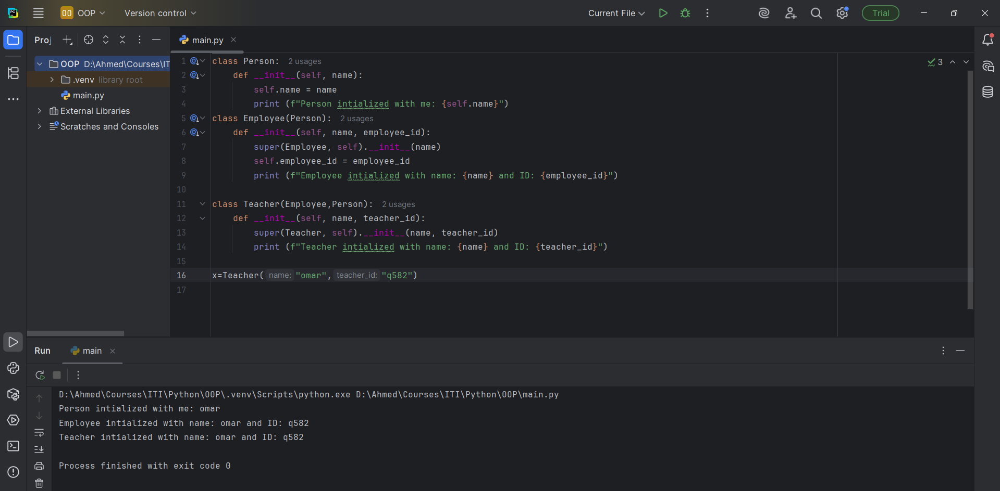 PC OO OOP Version control Current File Trial
Proj main.py
OOP D:\Ahmed\Courses\IT
.venv library root
main.py
External Libraries
Scratches and Consoles
1 class Person: 2 usages
2 def __init__(self, name):
3 self.name = name
4 print (f"Person intialized with me: {self.name}")
5 class Employee(Person): 2 usages
6 def __init__(self, name, employee_id):
7 super(Employee, self).__init__(name)
8 self.employee_id = employee_id
9 print (f"Employee intialized with name: {name} and ID: {employee_id}")
10
11 class Teacher(Employee,Person): 2 usages
12 def __init__(self, name, teacher_id):
13 super(Teacher, self).__init__(name, teacher_id)
14 print (f"Teacher intialized with name: {name} and ID: {teacher_id}")
15
16 x=Teacher( name: "omar", teacher_id: "q582")
17
3
Run main
D:\Ahmed\Courses\ITI\Python\OOP\.venv\Scripts\python.exe D:\Ahmed\Courses\ITI\Python\OOP\main.py
Person intialized with me: omar
Employee intialized with name: omar and ID: q582
Teacher intialized with name: omar and ID: q582
Process finished with exit code 0